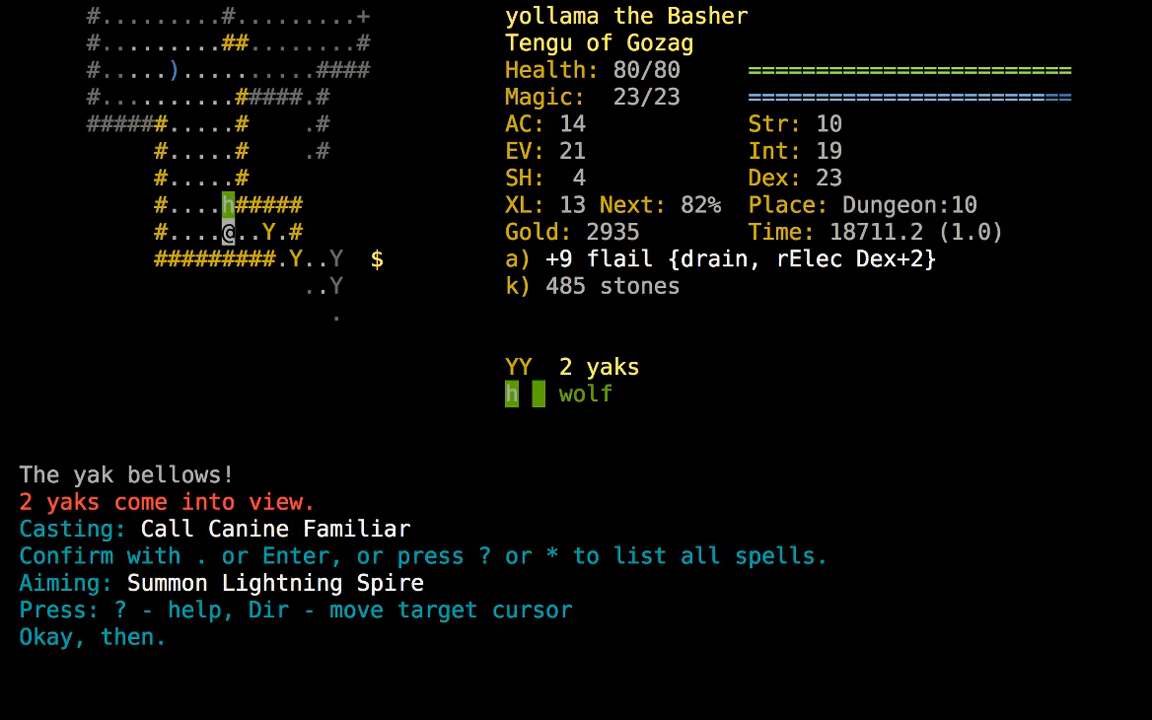 #.........#.........+ yollama the Basher
#.........##........# Tengu of Gozag
#.....)..........#### Health: 80/80 ========================
#..........#####.# Magic: 23/23 ========================
######.....# .# AC: 14 Str: 10
#.....# .# EV: 21 Int: 19
#.....# SH: 4 Dex: 23
#....h##### XL: 13 Next: 82% Place: Dungeon:10
#....@..Y.# Gold: 2935 Time: 18711.2 (1.0)
#########.Y..Y $ a) +9 flail {drain, rElec Dex+2}
..Y k) 485 stones
.
YY 2 yaks
h wolf
The yak bellows!
2 yaks come into view.
Casting: Call Canine Familiar
Confirm with . or Enter, or press ? or * to list all spells.
Aiming: Summon Lightning Spire
Press: ? - help, Dir - move target cursor
Okay, then.